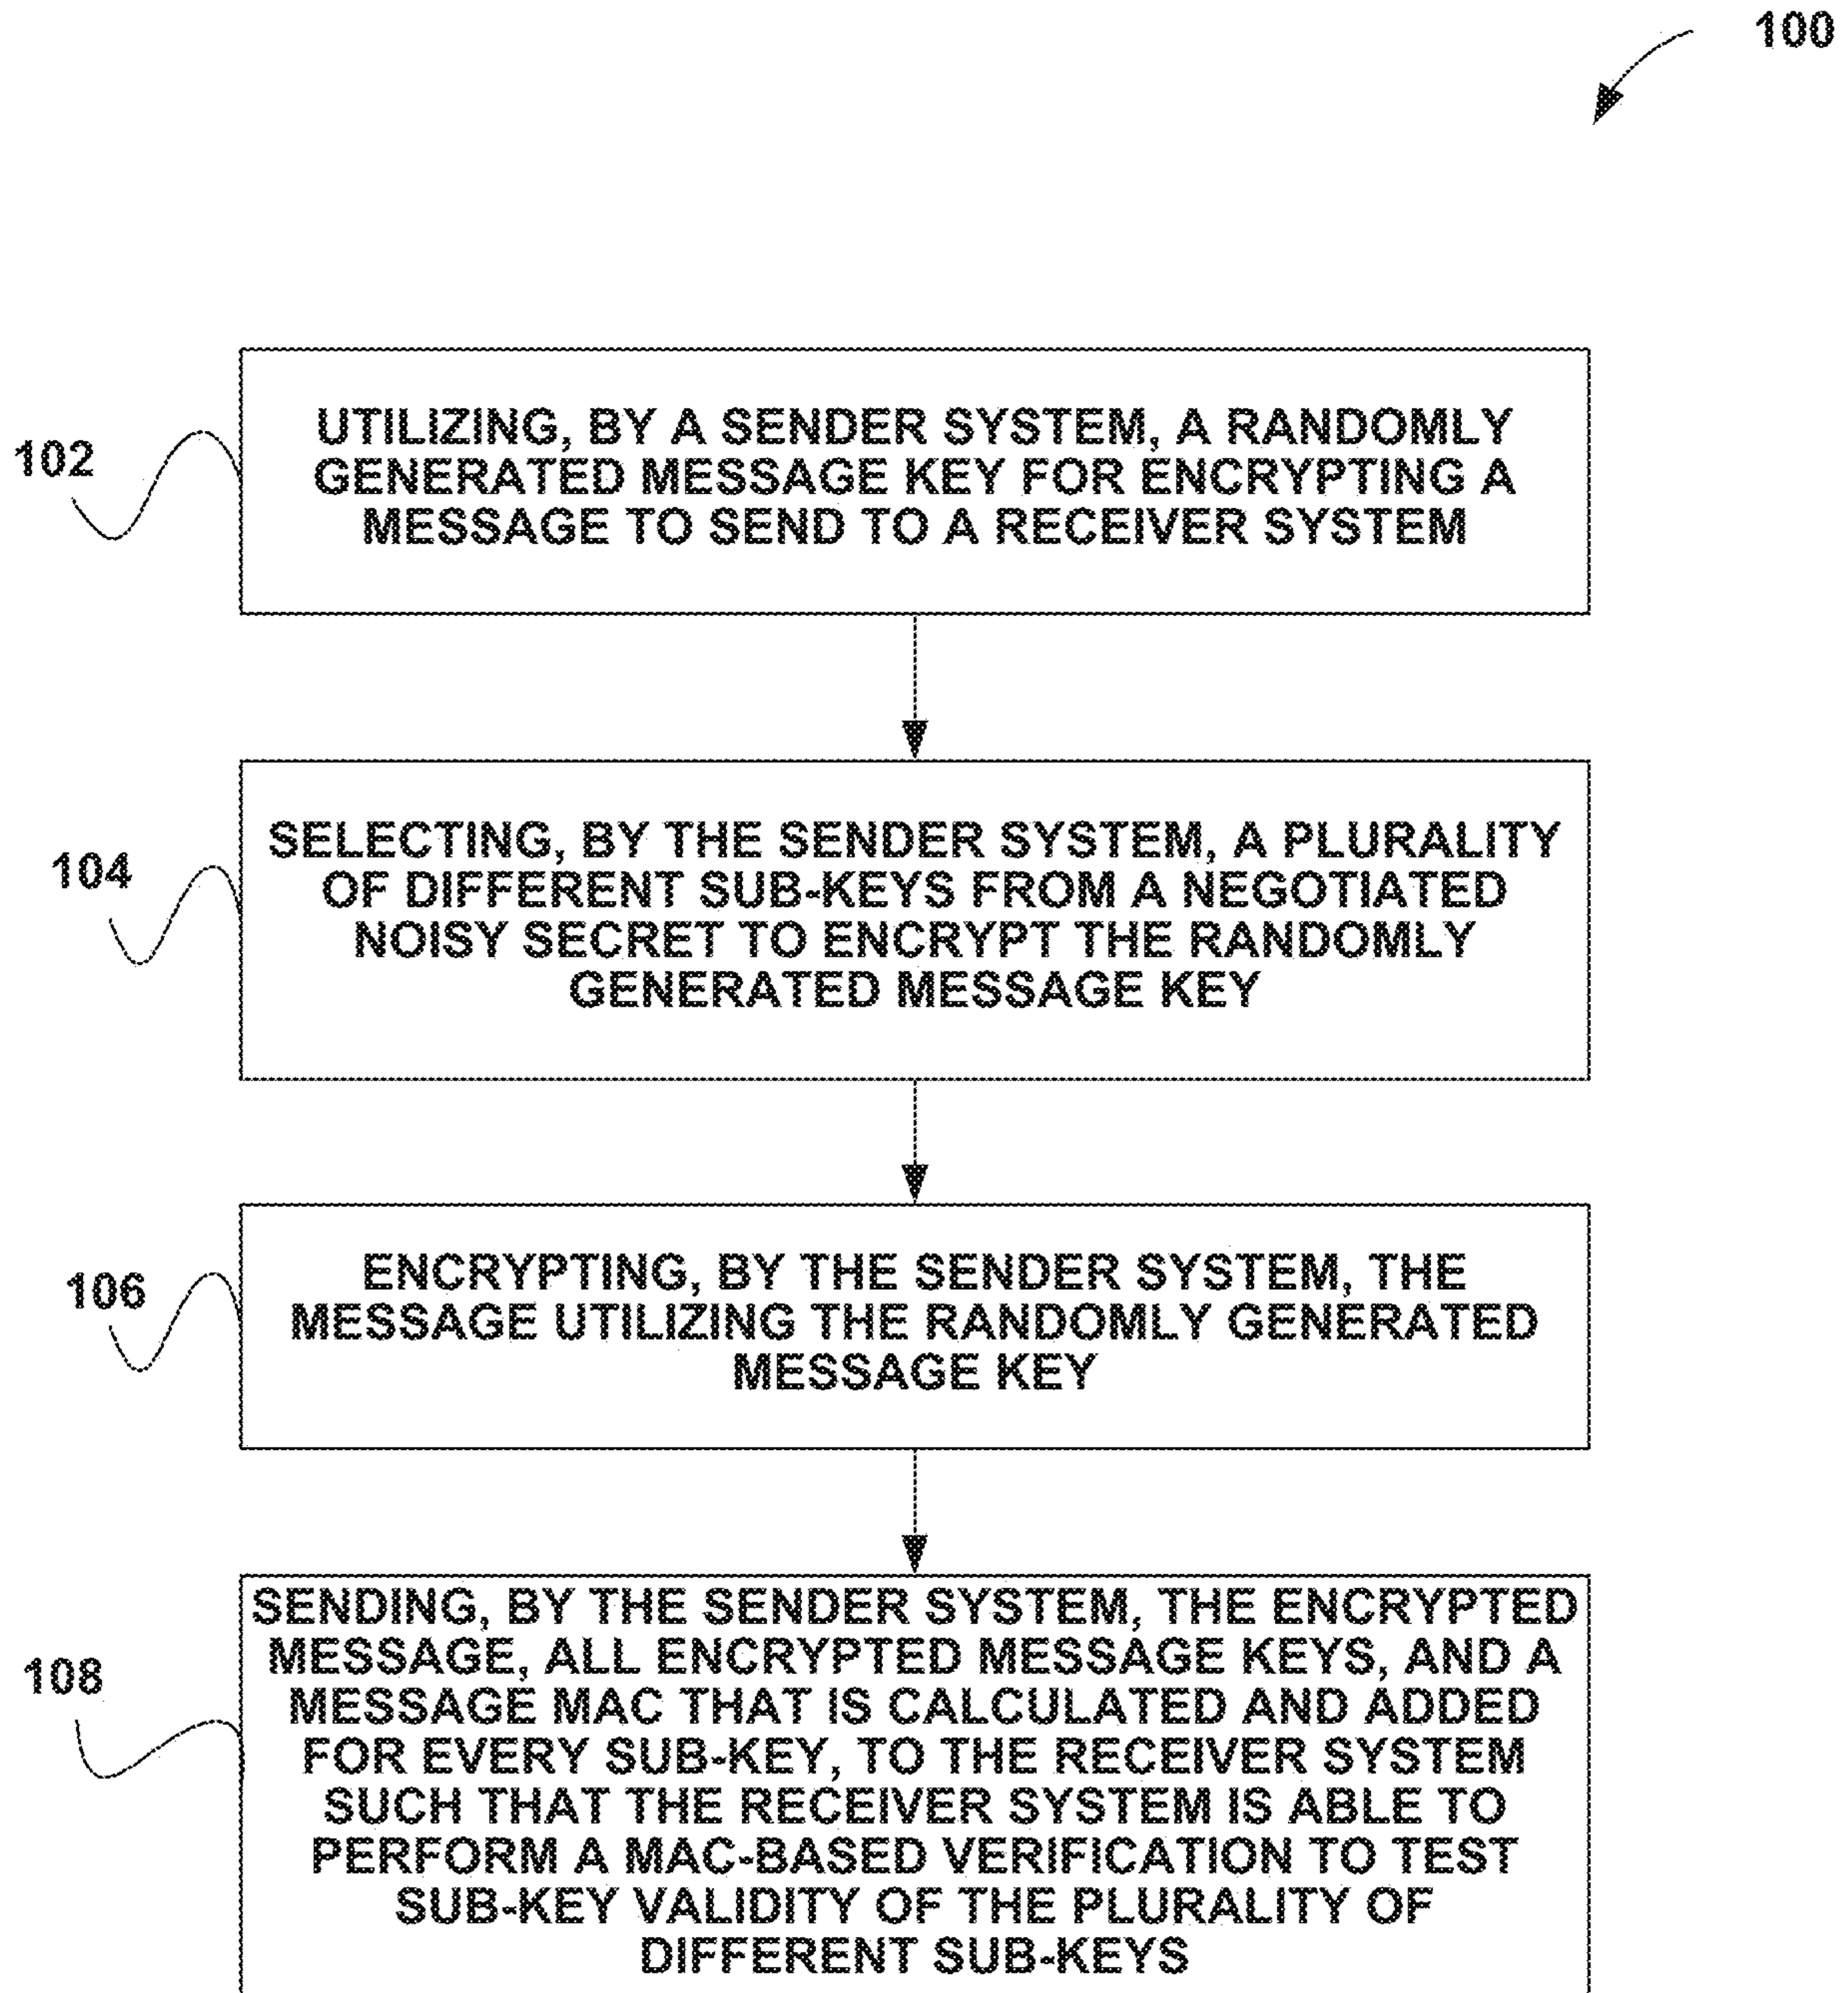 100
102
UTILIZING, BY A SENDER SYSTEM, A RANDOMLY
GENERATED MESSAGE KEY FOR ENCRYPTING A
MESSAGE TO SEND TO A RECEIVER SYSTEM
104
SELECTING, BY THE SENDER SYSTEM, A PLURALITY
OF DIFFERENT SUB-KEYS FROM A NEGOTIATED
NOISY SECRET TO ENCRYPT THE RANDOMLY
GENERATED MESSAGE KEY
106
ENCRYPTING, BY THE SENDER SYSTEM, THE
MESSAGE UTILIZING THE RANDOMLY GENERATED
MESSAGE KEY
108
SENDING, BY THE SENDER SYSTEM, THE ENCRYPTED
MESSAGE, ALL ENCRYPTED MESSAGE KEYS, AND A
MESSAGE MAC THAT IS CALCULATED AND ADDED
FOR EVERY SUB-KEY, TO THE RECEIVER SYSTEM
SUCH THAT THE RECEIVER SYSTEM IS ABLE TO
PERFORM A MAC-BASED VERIFICATION TO TEST
SUB-KEY VALIDITY OF THE PLURALITY OF
DIFFERENT SUB-KEYS